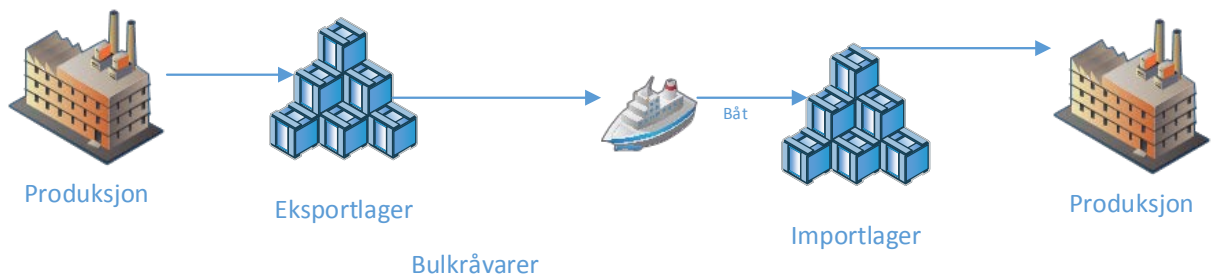 Båt
Produksjon
Eksportlager
Importlager
Produksjon
Bulkråvarer